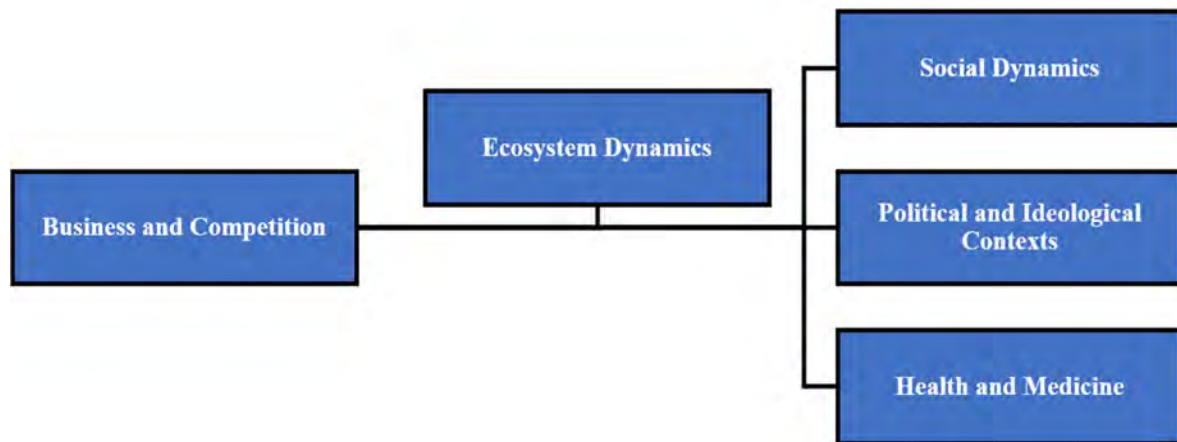 Business and Competition
Ecosystem Dynamics
Social Dynamics
Political and Ideological
Contexts
Health and Medicine